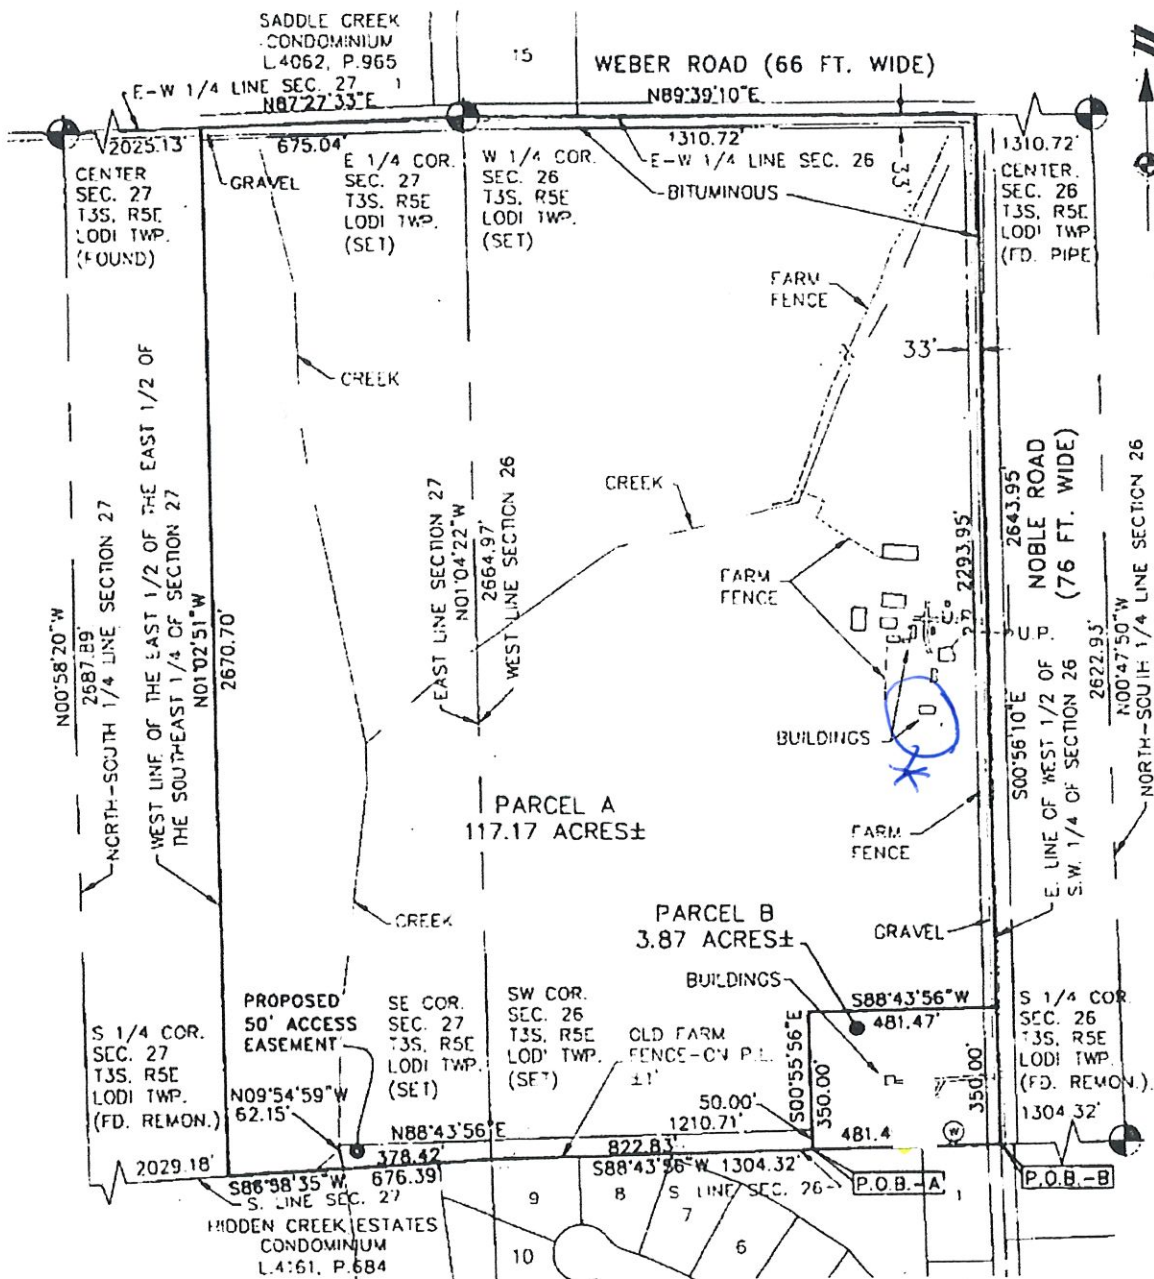 SADDLE CREEK
CONDOMINIUM
L.4062, P.965
15
WEBER ROAD (66 FT. WIDE)
N
E-W 1/4 LINE SEC. 27
1
N87°27'33"E
N89°39'10"E
2025.13'
675.04'
1310.72'
1310.72'
CENTER
SEC. 27
T3S, R5E
LODI TWP.
(FOUND)
GRAVEL
E 1/4 COR.
SEC. 27
T3S, R5E
LODI TWP.
(SET)
W 1/4 COR.
SEC. 26
T3S, R5E
LODI TWP.
(SET)
E-W 1/4 LINE SEC. 26
BITUMINOUS
33'
CENTER
SEC. 26
T3S, R5E
LODI TWP
(FD. PIPE)
FARM
FENCE
33'
CREEK
CREEK
N00°58'20"W
2687.89'
NORTH-SOUTH 1/4 LINE SECTION 27
WEST LINE OF THE EAST 1/2 OF THE EAST 1/2 OF
THE SOUTHEAST 1/4 OF SECTION 27
N01°02'51"W
2670.70'
EAST LINE SECTION 27
N01°04'22"W
2664.97'
WEST LINE SECTION 26
FARM
FENCE
2293.95'
2643.95'
NOBLE ROAD
(76 FT. WIDE)
U.P.
S00°56'10"E
E. LINE OF WEST 1/2 OF
S.W. 1/4 OF SECTION 26
2622.93'
N00°47'50"W
NORTH-SOUTH 1/4 LINE SECTION 26
BUILDINGS
PARCEL A
117.17 ACRES±
FARM
FENCE
CREEK
PARCEL B
3.87 ACRES±
GRAVEL
BUILDINGS
S88°43'56"W
481.47'
S00°55'56"E
350.00'
350.00'
S 1/4 COR.
SEC. 27
T3S, R5E
LODI TWP.
(FD. REMON.)
PROPOSED
50' ACCESS
EASEMENT
SE COR.
SEC. 27
T3S, R5E
LODI TWP.
(SET)
SW COR.
SEC. 26
T3S, R5E
LODI TWP.
(SET)
OLD FARM
FENCE-ON P.L.
±1'
S 1/4 COR.
SEC. 26
T3S, R5E
LODI TWP.
(FD. REMON.)
N09°54'59"W
62.15'
50.00'
1304.32'
W
N88°43'56"E
1210.71'
481.4
2029.18'
378.42'
822.83'
S86°58'35"W
676.39'
S88°43'56"W
1304.32'
S. LINE SEC. 27
S LINE SEC. 26
P.O.B.-A
P.O.B.-B
9
8
7
6
10
1
HIDDEN CREEK ESTATES
CONDOMINIUM
L.4161, P.684